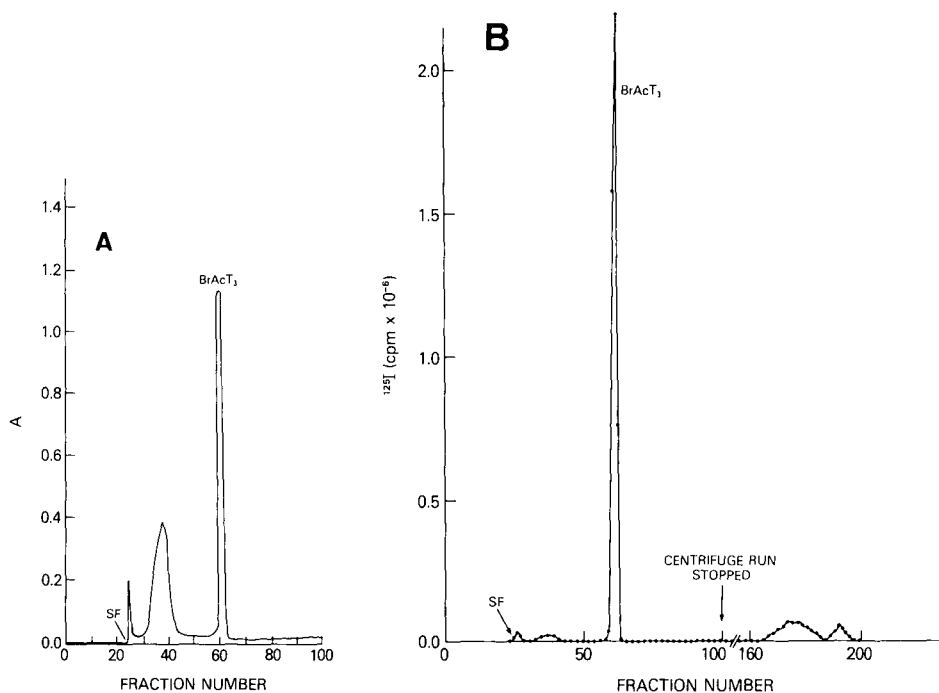 A
BrAcT₃
SF
A
1.4
1.2
1.0
0.8
0.6
0.4
0.2
0.0
0 20 40 60 80 100
FRACTION NUMBER
B
BrAcT₃
SF
CENTRIFUGE RUN
STOPPED
¹²⁵I (cpm x 10⁻⁶)
2.0
1.5
1.0
0.5
0.0
0 50 100 160 200
FRACTION NUMBER